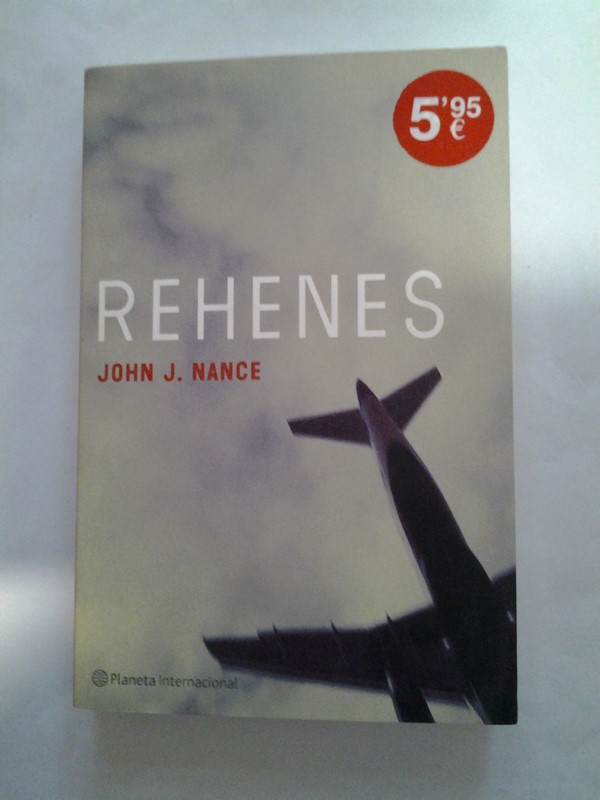 5'95
€
REHENES
JOHN J. NANCE
Planeta Internacional